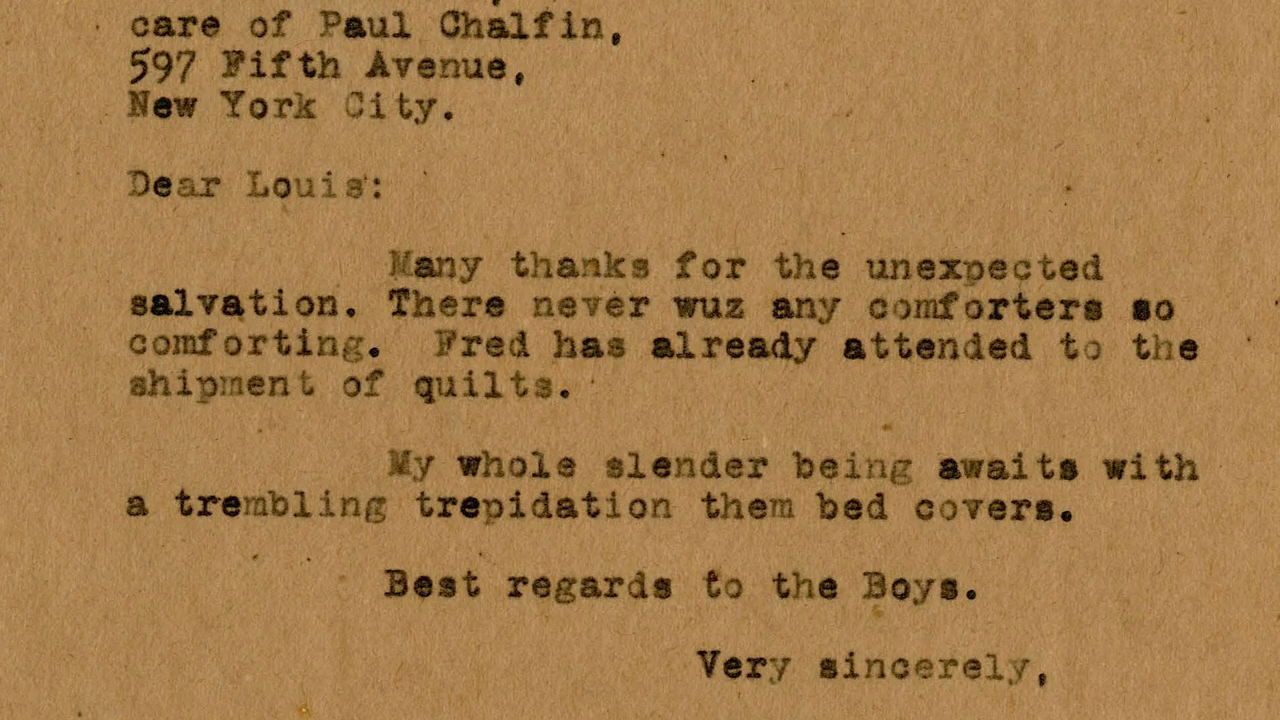 care of Paul Chalfin,
597 Fifth Avenue,
New York City.
Dear Louis:
Many thanks for the unexpected
salvation. There never wuz any comforters so
comforting. Fred has already attended to the
shipment of quilts.
My whole slender being awaits with
a trembling trepidation them bed covers.
Best regards to the Boys.
Very sincerely,